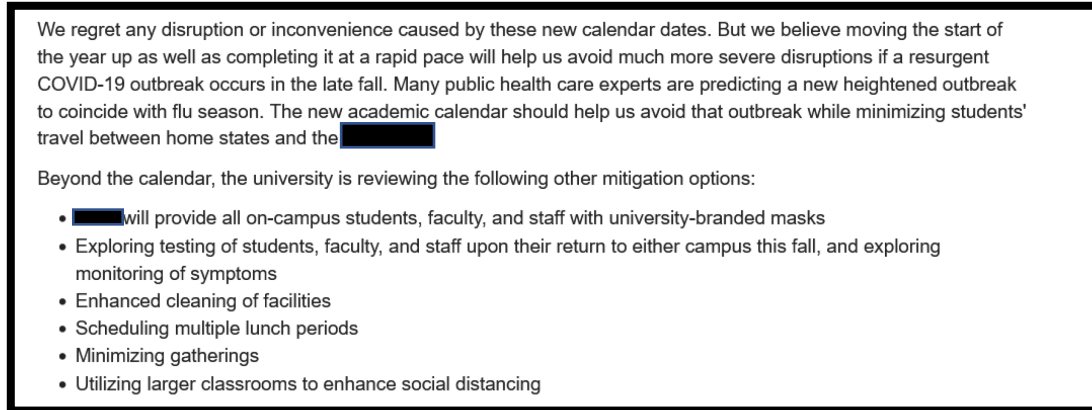 We regret any disruption or inconvenience caused by these new calendar dates. But we believe moving the start of
the year up as well as completing it at a rapid pace will help us avoid much more severe disruptions if a resurgent
COVID-19 outbreak occurs in the late fall. Many public health care experts are predicting a new heightened outbreak
to coincide with flu season. The new academic calendar should help us avoid that outbreak while minimizing students'
travel between home states and the
Beyond the calendar, the university is reviewing the following other mitigation options:
• will provide all on-campus students, faculty, and staff with university-branded masks
• Exploring testing of students, faculty, and staff upon their return to either campus this fall, and exploring
monitoring of symptoms
• Enhanced cleaning of facilities
• Scheduling multiple lunch periods
• Minimizing gatherings
• Utilizing larger classrooms to enhance social distancing